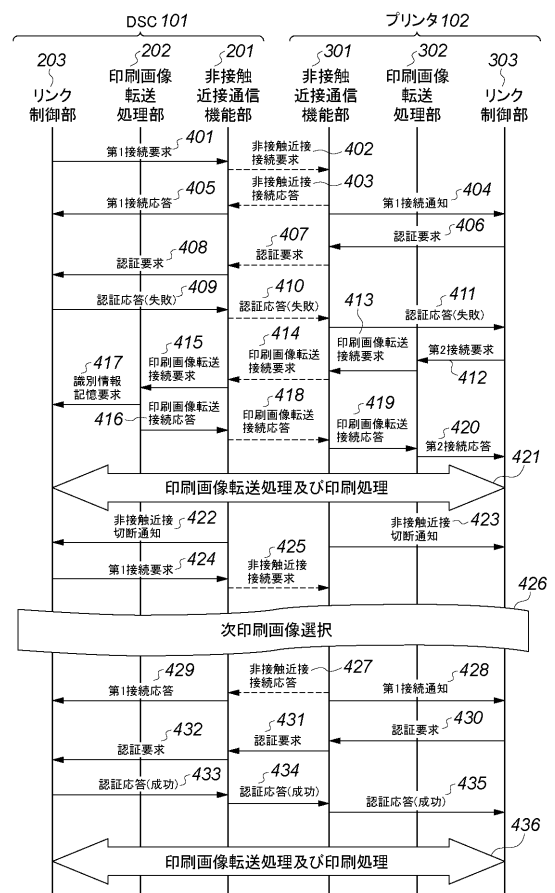 DSC 101
プリンタ 102
203
202
201
301
302
303
リンク
制御部
印刷画像
転送
処理部
非接触
近接通信
機能部
非接触
近接通信
機能部
印刷画像
転送
処理部
リンク
制御部
401
第1接続要求
402
非接触近接
接続要求
403
非接触近接
接続応答
404
第1接続通知
405
第1接続応答
406
認証要求
407
認証要求
408
認証要求
409
認証応答(失敗)
410
認証応答(失敗)
411
認証応答(失敗)
412
第2接続要求
413
印刷画像転送
接続要求
414
印刷画像転送
接続要求
415
印刷画像転送
接続要求
417
識別情報
記憶要求
416
印刷画像転送
接続応答
418
印刷画像転送
接続応答
419
印刷画像転送
接続応答
420
第2接続応答
421
印刷画像転送処理及び印刷処理
422
非接触近接
切断通知
423
非接触近接
切断通知
424
第1接続要求
425
非接触近接
接続要求
426
次印刷画像選択
427
非接触近接
接続応答
428
第1接続通知
429
第1接続応答
430
認証要求
431
認証要求
432
認証要求
433
認証応答(成功)
434
認証応答(成功)
435
認証応答(成功)
436
印刷画像転送処理及び印刷処理